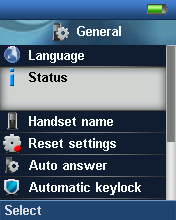 General
Language
Status
Handset name
Reset settings
Auto answer
Automatic keylock
Select